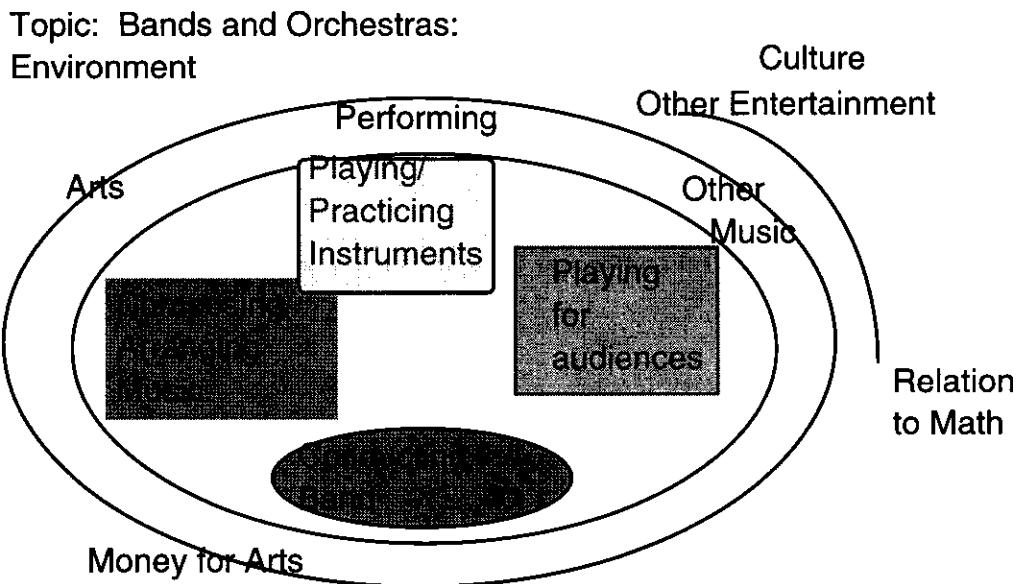 Topic: Bands and Orchestras:
Environment
Culture
Other Entertainment
Performing
Arts
Playing/
Practicing
Instruments
Other
Music
Playing
for
audiences
Music
Relation
to Math
Money for Arts